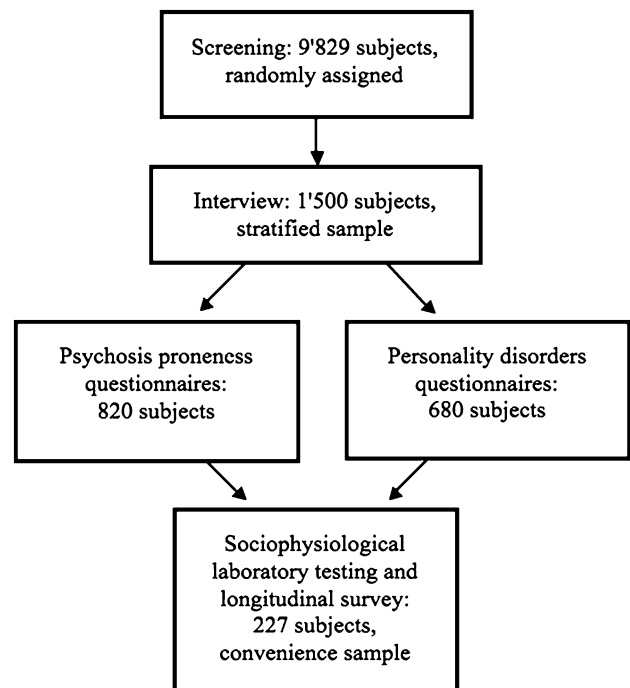 Screening: 9'829 subjects,
randomly assigned
Interview: 1'500 subjects,
stratified sample
Psychosis pronencss
questionnaires:
820 subjects
Personality disorders
questionnaires:
680 subjects
Sociophysiological
laboratory testing and
longitudinal survey:
227 subjects,
convenience sample